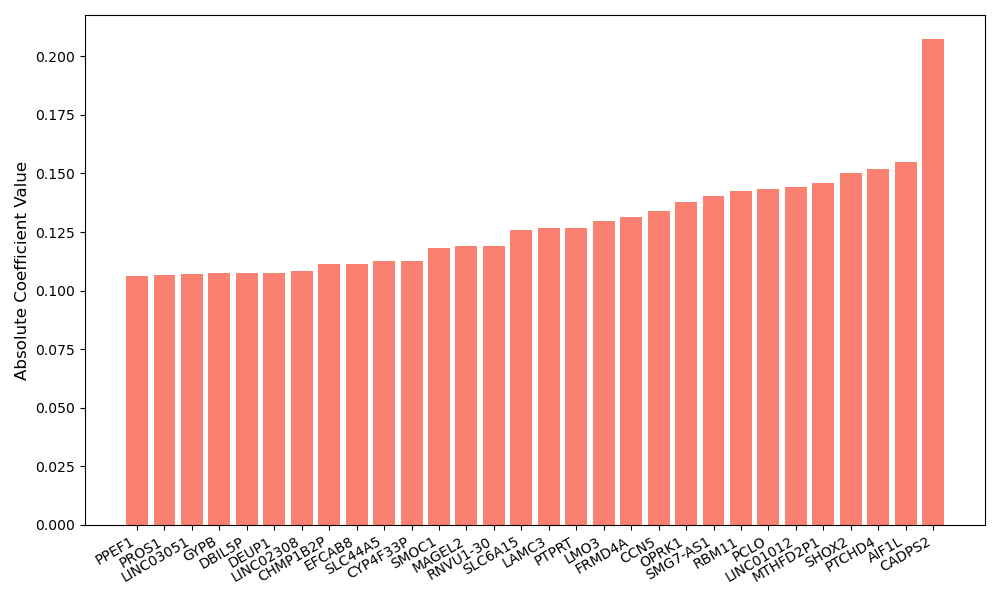 Absolute Coefficient Value
0.200
0.175
0.150
0.125
0.100
0.075
0.050
0.025
0.000
PPEF1
PROS1
LINC03051
GYPB
DBIL5P
DEUP1
LINC02308
CHMP1B2P
EFCAB8
SLC44A5
CYP4F33P
SMOC1
MAGEL2
RNVU1-30
SLC6A15
LAMC3
PTPRT
LMO3
FRMD4A
CCN5
OPRK1
SMG7-AS1
RBM11
PCLO
LINC01012
MTHFD2P1
SHOX2
PTCHD4
AIF1L
CADPS2